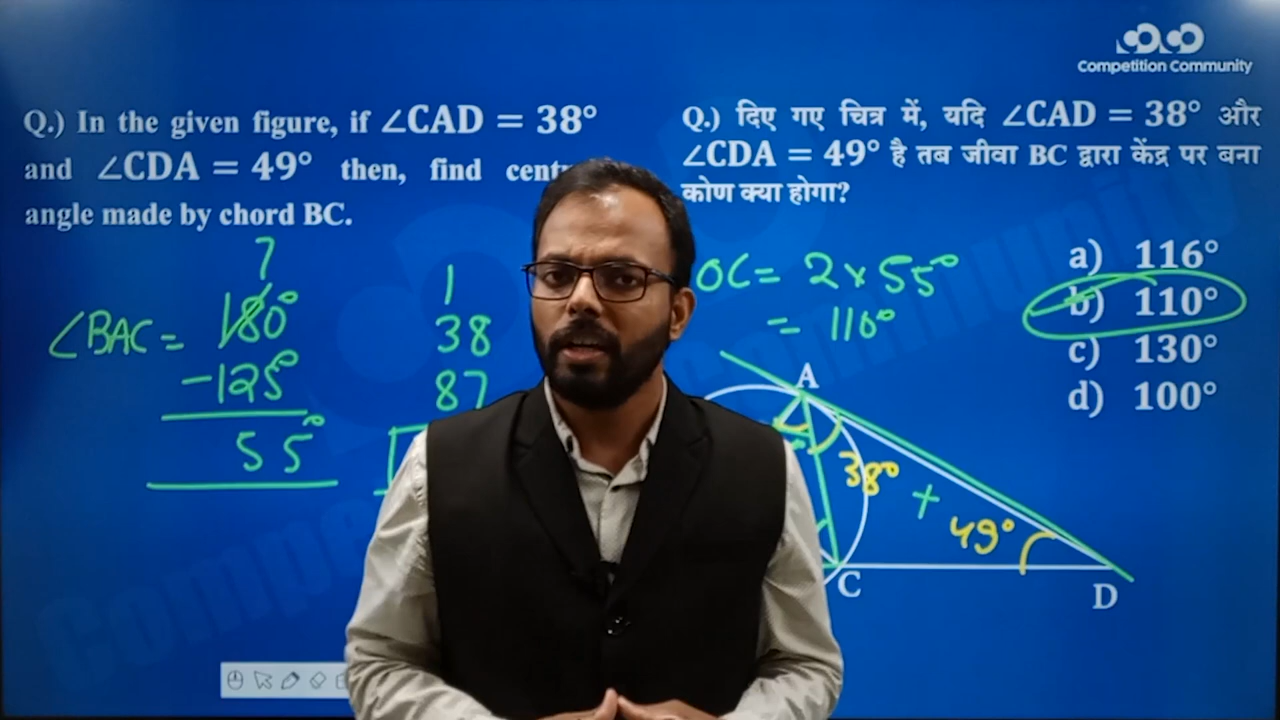 Competition Community
Q.) In the given figure, if ∠CAD = 38°
and ∠CDA = 49° then, find
angle made by chord BC.
Q.) दिए गए चित्र में, यदि ∠CAD = 38° और
∠CDA = 49° है तब जीवा BC द्वारा केंद्र पर बना
कोण क्या होगा?
a) 116°
b) 110°
c) 130°
d) 100°
7
∠BAC = 180°
-125°
55°
1
38
87
OC = 2 × 55°
= 110°
A
38°
+
49°
C
D